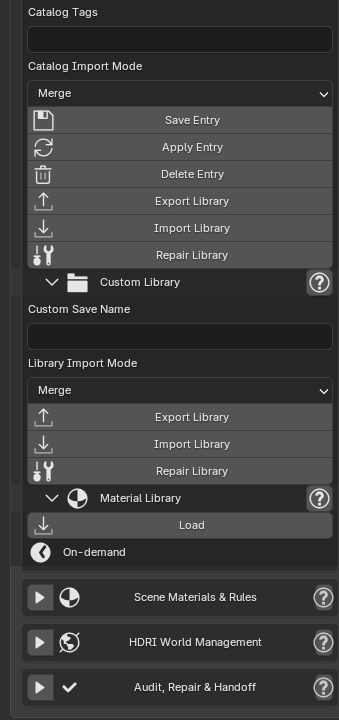 Catalog Tags
Catalog Import Mode
Merge
Save Entry
Apply Entry
Delete Entry
Export Library
Import Library
Repair Library
Custom Library
Custom Save Name
Library Import Mode
Merge
Export Library
Import Library
Repair Library
Material Library
Load
On-demand
Scene Materials & Rules
HDRI World Management
Audit, Repair & Handoff